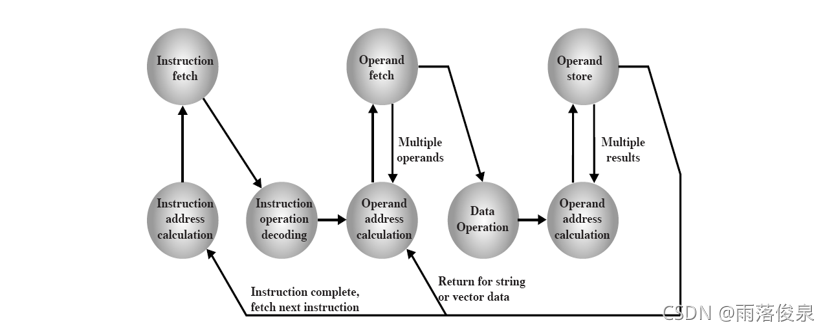 Instruction
fetch
Operand
fetch
Operand
store
Multiple
operands
Multiple
results
Instruction
address
calculation
Instruction
operation
decoding
Operand
address
calculation
Data
Operation
Operand
address
calculation
Instruction complete,
fetch next instruction
Return for string
or vector data
CSDN @雨落俊泉